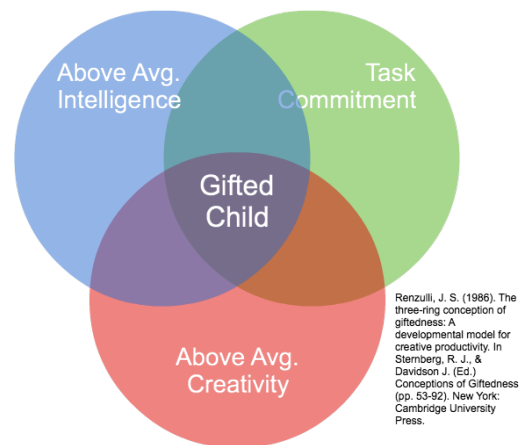 Above Avg.
Intelligence
Task
Commitment
Gifted
Child
Above Avg.
Creativity
Renzulli, J. S. (1986). The
three-ring conception of
giftedness: A
developmental model for
creative productivity. In
Sternberg, R. J., &
Davidson J. (Ed.)
Conceptions of Giftedness
(pp. 53-92). New York:
Cambridge University
Press.